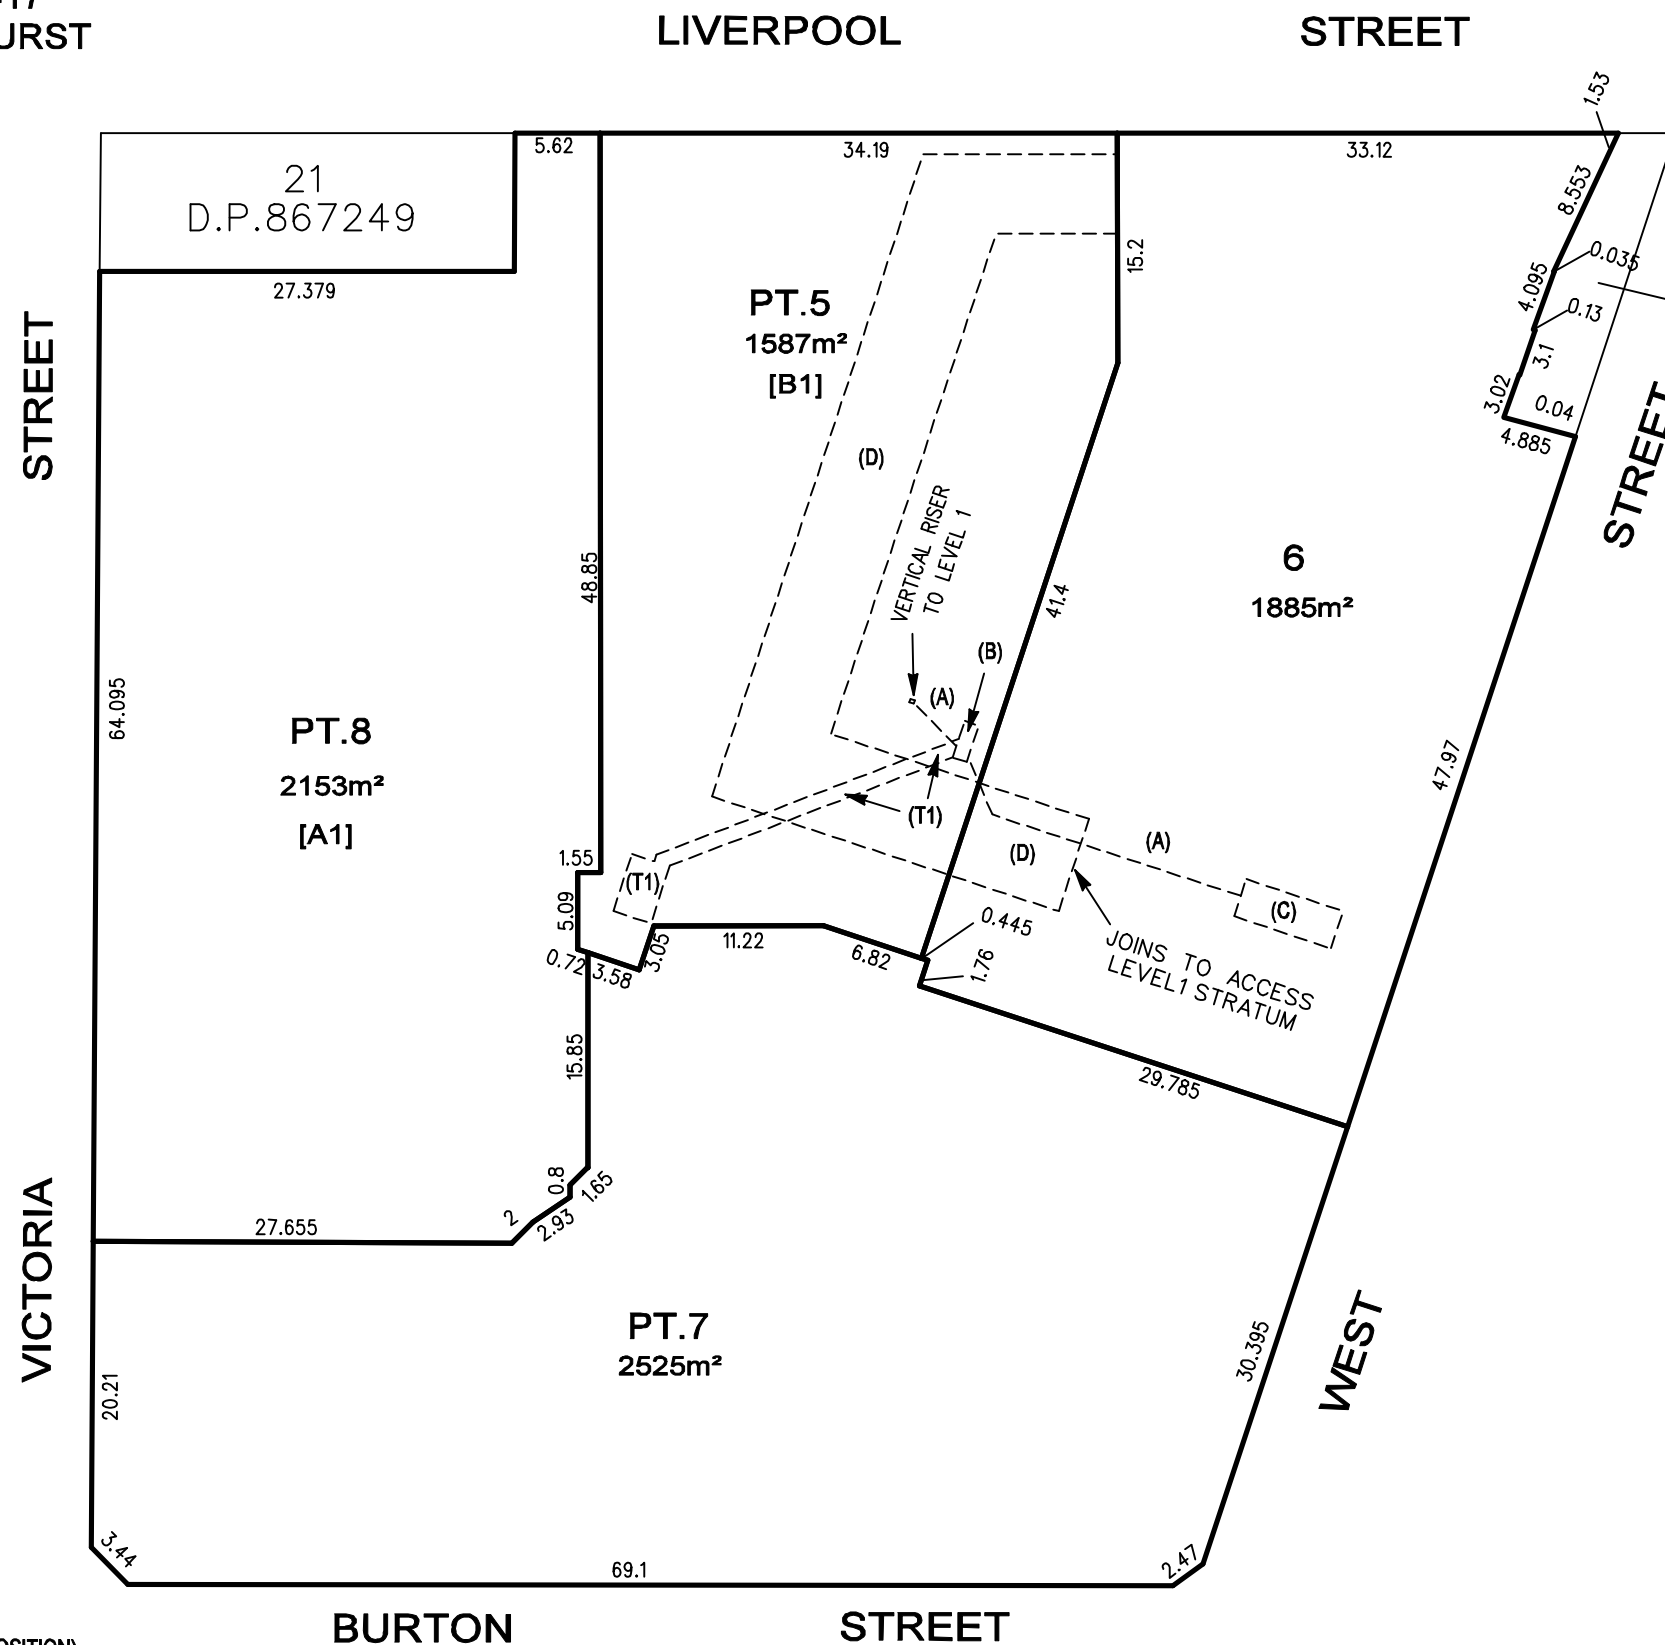 URST
LIVERPOOL STREET
1.53
5.62
34.19
33.12
21
D.P.867249
8.553
27.379
15.2
0.035
4.095
0.13
PT.5
1587m²
[B1]
3.1
3.02
0.04
4.885
STREET
STREET
(D)
VERTICAL RISER
TO LEVEL 1
48.85
41.4
6
1885m²
(B)
(A)
64.095
PT.8
2153m²
[A1]
47.97
(T1)
(A)
1.55
(D)
(T1)
5.09
(C)
0.445
11.22
3.05
6.82
0.72
3.58
1.76
JOINS TO ACCESS
LEVEL1 STRATUM
15.85
29.785
0.8
1.65
2
2.93
27.655
VICTORIA
PT.7
2525m²
30.395
WEST
20.21
3.44
69.1
2.47
BURTON STREET